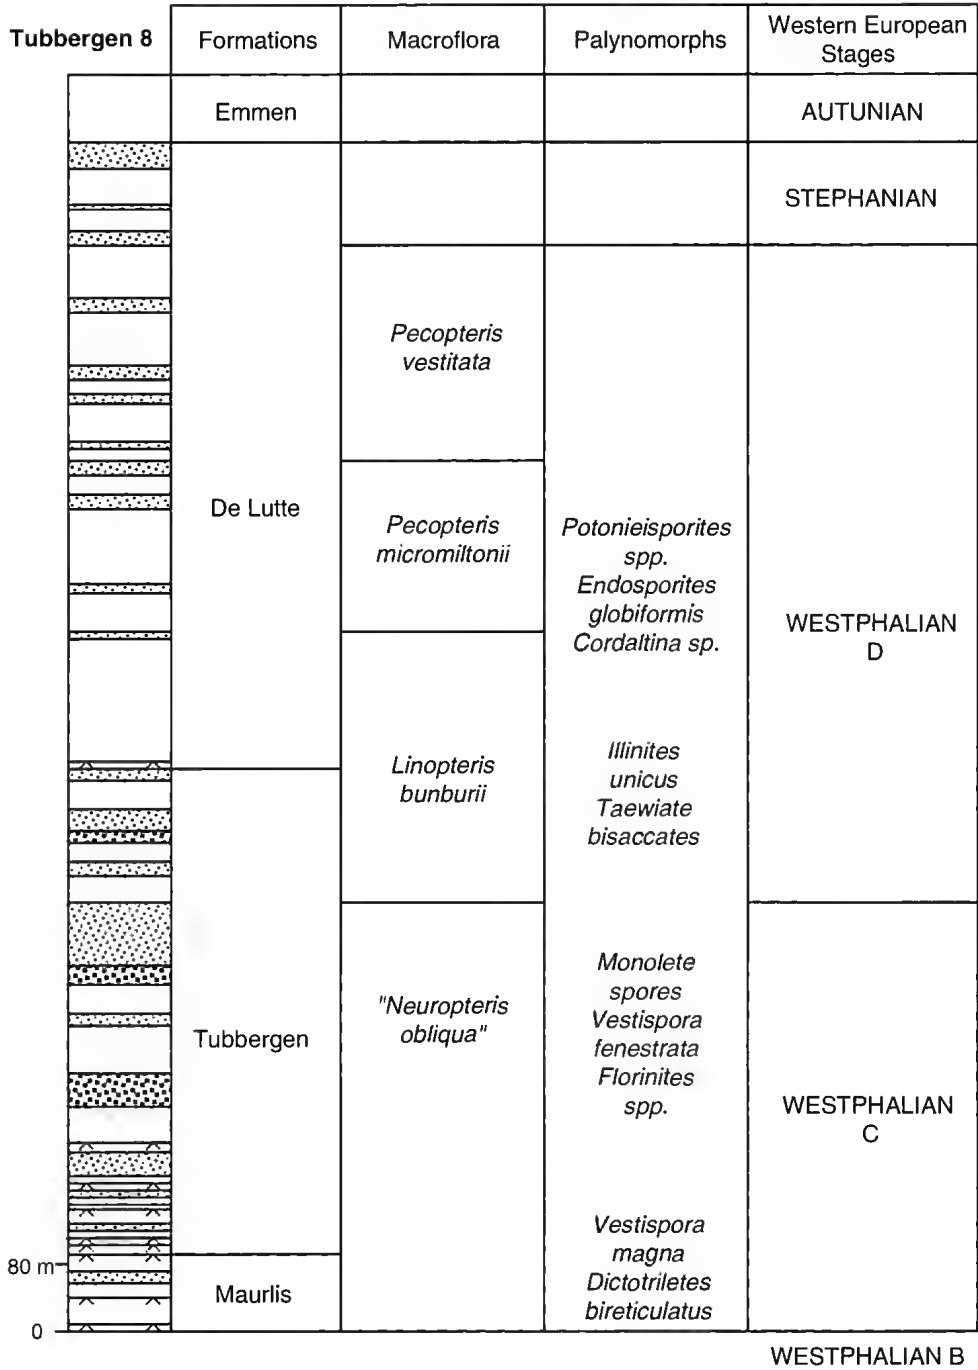 Tubbergen 8
Formations
Macroflora
Palynomorphs
Western European
Stages
Emmen
AUTUNIAN
STEPHANIAN
Pecopteris
vestitata
De Lutte
Pecopteris
micromiltonii
Potonieisporites
spp.
Endosporites
globiformis
Cordaltina sp.
WESTPHALIAN
D
Linopteris
bunburii
Illinites
unicus
Taewiate
bisaccates
Tubbergen
"Neuropteris
obliqua"
Monolete
spores
Vestispora
fenestrata
Florinites
spp.
WESTPHALIAN
C
Vestispora
magna
Dictotriletes
bireticulatus
80 m
Maurlis
0
WESTPHALIAN B